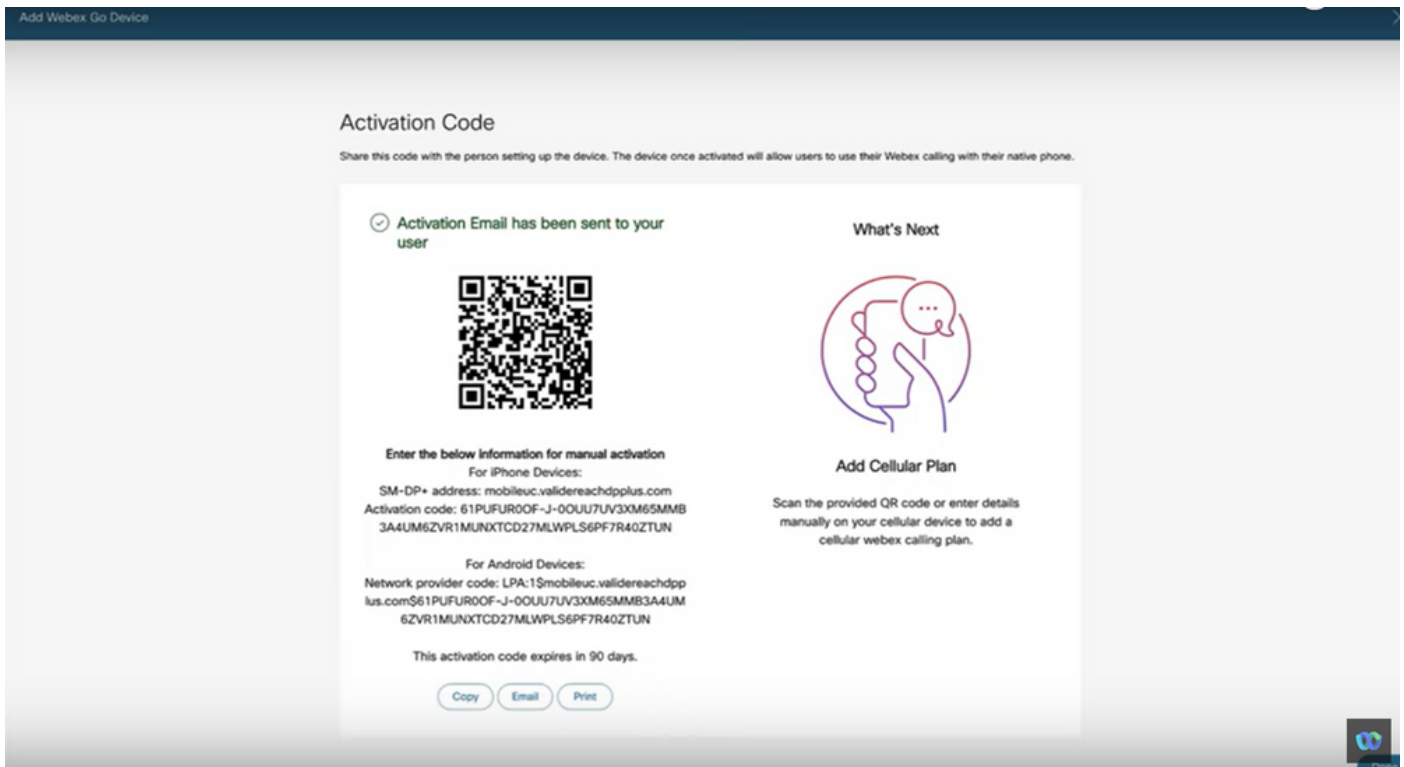 Add Webex Go Device
Activation Code
Share this code with the person setting up the device. The device once activated will allow users to use their Webex calling with their native phone.
Activation Email has been sent to your
user
Enter the below information for manual activation
For iPhone Devices:
SM-DP+ address: mobileuc.validereachdpplus.com
Activation code: 61PUFUR0OF-J-0OUU7UV3XM65MMB
3A4UM6ZVR1MUNXTCD27MLWPLS6PF7R40ZTUN
For Android Devices:
Network provider code: LPA:1$mobileuc.validereachdpp
lus.com$61PUFUR0OF-J-0OUU7UV3XM65MMB3A4UM
6ZVR1MUNXTCD27MLWPLS6PF7R40ZTUN
This activation code expires in 90 days.
Copy Email Print
What's Next
Add Cellular Plan
Scan the provided QR code or enter details
manually on your cellular device to add a
cellular webex calling plan.